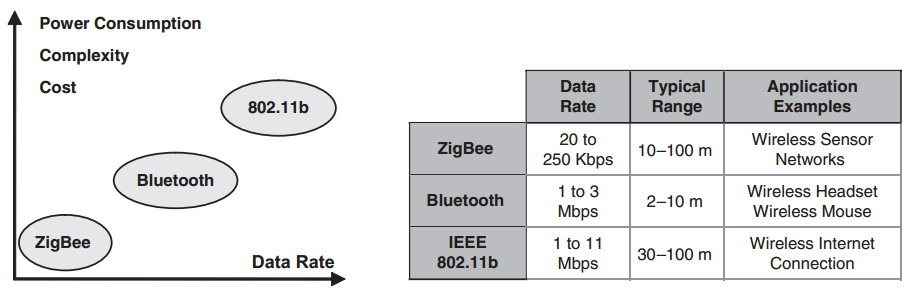 Power Consumption
Complexity
Cost
802.11b
Bluetooth
ZigBee
Data Rate
Data Rate
Typical Range
Application Examples
ZigBee
20 to 250 Kbps
10–100 m
Wireless Sensor Networks
Bluetooth
1 to 3 Mbps
2–10 m
Wireless Headset
Wireless Mouse
IEEE 802.11b
1 to 11 Mbps
30–100 m
Wireless Internet Connection